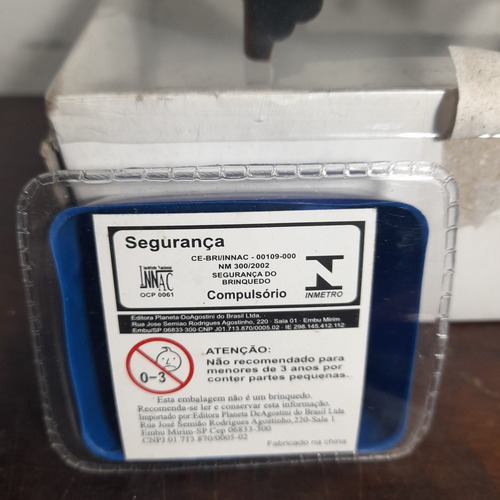 Segurança
CE-BRI/INNAC - 00109-000
NM 300/2002
SEGURANÇA DO
BRINQUEDO
Compulsório
INNAC
OCP 0061
INMETRO
Editora Planeta DoAgostini do Brasil Ltda.
Rua Jose Semiao Rodrigues Agostinho, 220 - Sala 01 - Embu Mirim
Embu/SP 06833 300-CNP J01.713.870/0005.02 - IE 298.145.412.112
0-3
ATENÇÃO:
Não recomendado para
menores de 3 anos por
conter partes pequenas.
Esta embalagem não é um brinquedo.
Recomenda-se ler e conservar esta informação.
Importado por:Editora Planeta DeAgostini do Brasil Ltda
Rua José Semião Rodrigues Agostinho,220-Sala 1
Embu Mirim-SP Cep 06833-300
CNPJ 01.713.870/0005-02
Fabricado na china